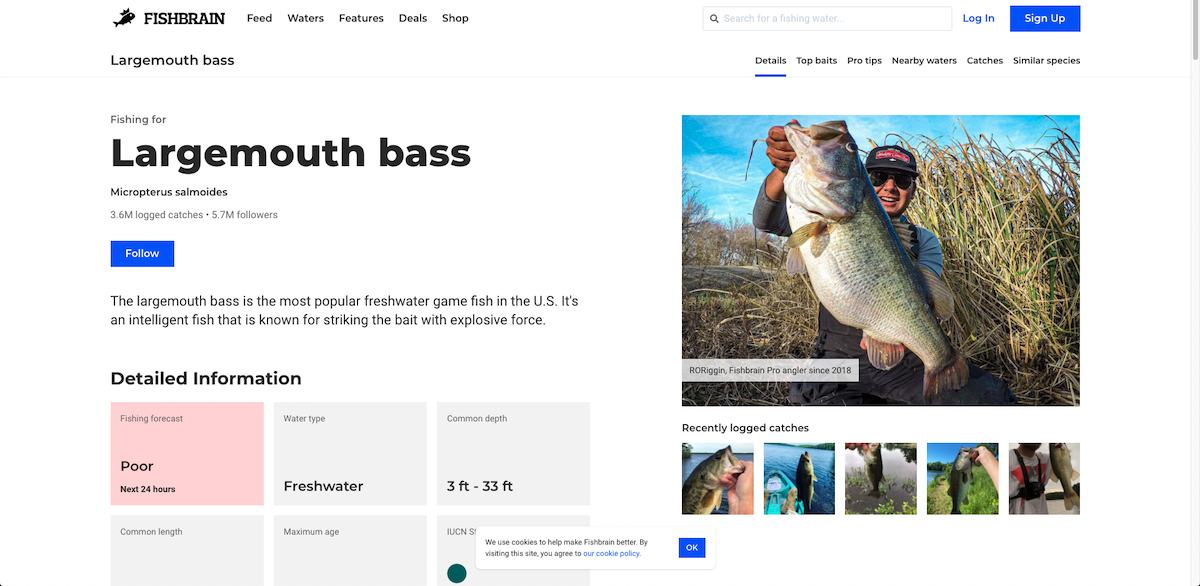 FISHBRAIN Feed Waters Features Deals Shop Search for a fishing water... Log In Sign Up
Largemouth bass Details Top baits Pro tips Nearby waters Catches Similar species
Fishing for
Largemouth bass
Micropterus salmoides
3.6M logged catches • 5.7M followers
Follow
The largemouth bass is the most popular freshwater game fish in the U.S. It's
an intelligent fish that is known for striking the bait with explosive force.
RORiggin, Fishbrain Pro angler since 2018
Detailed Information
Fishing forecast
Poor
Next 24 hours
Water type
Freshwater
Common depth
3 ft - 33 ft
Common length
Maximum age
IUCN
Recently logged catches
We use cookies to help make Fishbrain better. By
visiting this site, you agree to our cookie policy.
OK